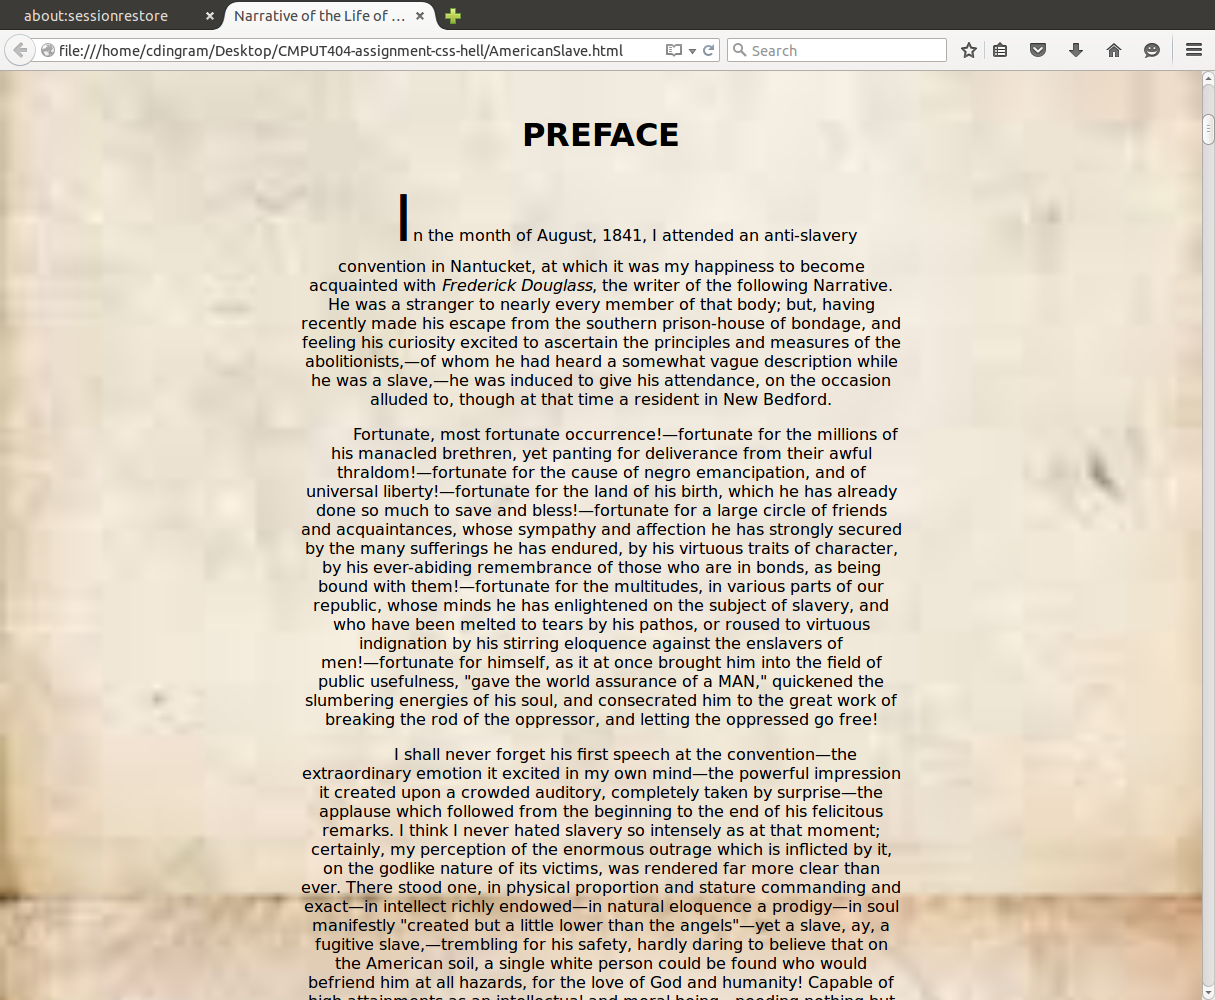 about:sessionrestore
Narrative of the Life of ...
file:///home/cdingram/Desktop/CMPUT404-assignment-css-hell/AmericanSlave.html
Search
PREFACE
In the month of August, 1841, I attended an anti-slavery
convention in Nantucket, at which it was my happiness to become
acquainted with Frederick Douglass, the writer of the following Narrative.
He was a stranger to nearly every member of that body; but, having
recently made his escape from the southern prison-house of bondage, and
feeling his curiosity excited to ascertain the principles and measures of the
abolitionists,—of whom he had heard a somewhat vague description while
he was a slave,—he was induced to give his attendance, on the occasion
alluded to, though at that time a resident in New Bedford.
Fortunate, most fortunate occurrence!—fortunate for the millions of
his manacled brethren, yet panting for deliverance from their awful
thraldom!—fortunate for the cause of negro emancipation, and of
universal liberty!—fortunate for the land of his birth, which he has already
done so much to save and bless!—fortunate for a large circle of friends
and acquaintances, whose sympathy and affection he has strongly secured
by the many sufferings he has endured, by his virtuous traits of character,
by his ever-abiding remembrance of those who are in bonds, as being
bound with them!—fortunate for the multitudes, in various parts of our
republic, whose minds he has enlightened on the subject of slavery, and
who have been melted to tears by his pathos, or roused to virtuous
indignation by his stirring eloquence against the enslavers of
men!—fortunate for himself, as it at once brought him into the field of
public usefulness, "gave the world assurance of a MAN," quickened the
slumbering energies of his soul, and consecrated him to the great work of
breaking the rod of the oppressor, and letting the oppressed go free!
I shall never forget his first speech at the convention—the
extraordinary emotion it excited in my own mind—the powerful impression
it created upon a crowded auditory, completely taken by surprise—the
applause which followed from the beginning to the end of his felicitous
remarks. I think I never hated slavery so intensely as at that moment;
certainly, my perception of the enormous outrage which is inflicted by it,
on the godlike nature of its victims, was rendered far more clear than
ever. There stood one, in physical proportion and stature commanding and
exact—in intellect richly endowed—in natural eloquence a prodigy—in soul
manifestly "created but a little lower than the angels"—yet a slave, ay, a
fugitive slave,—trembling for his safety, hardly daring to believe that on
the American soil, a single white person could be found who would
befriend him at all hazards, for the love of God and humanity! Capable of
high attainments as an intellectual and moral being—needing nothing but